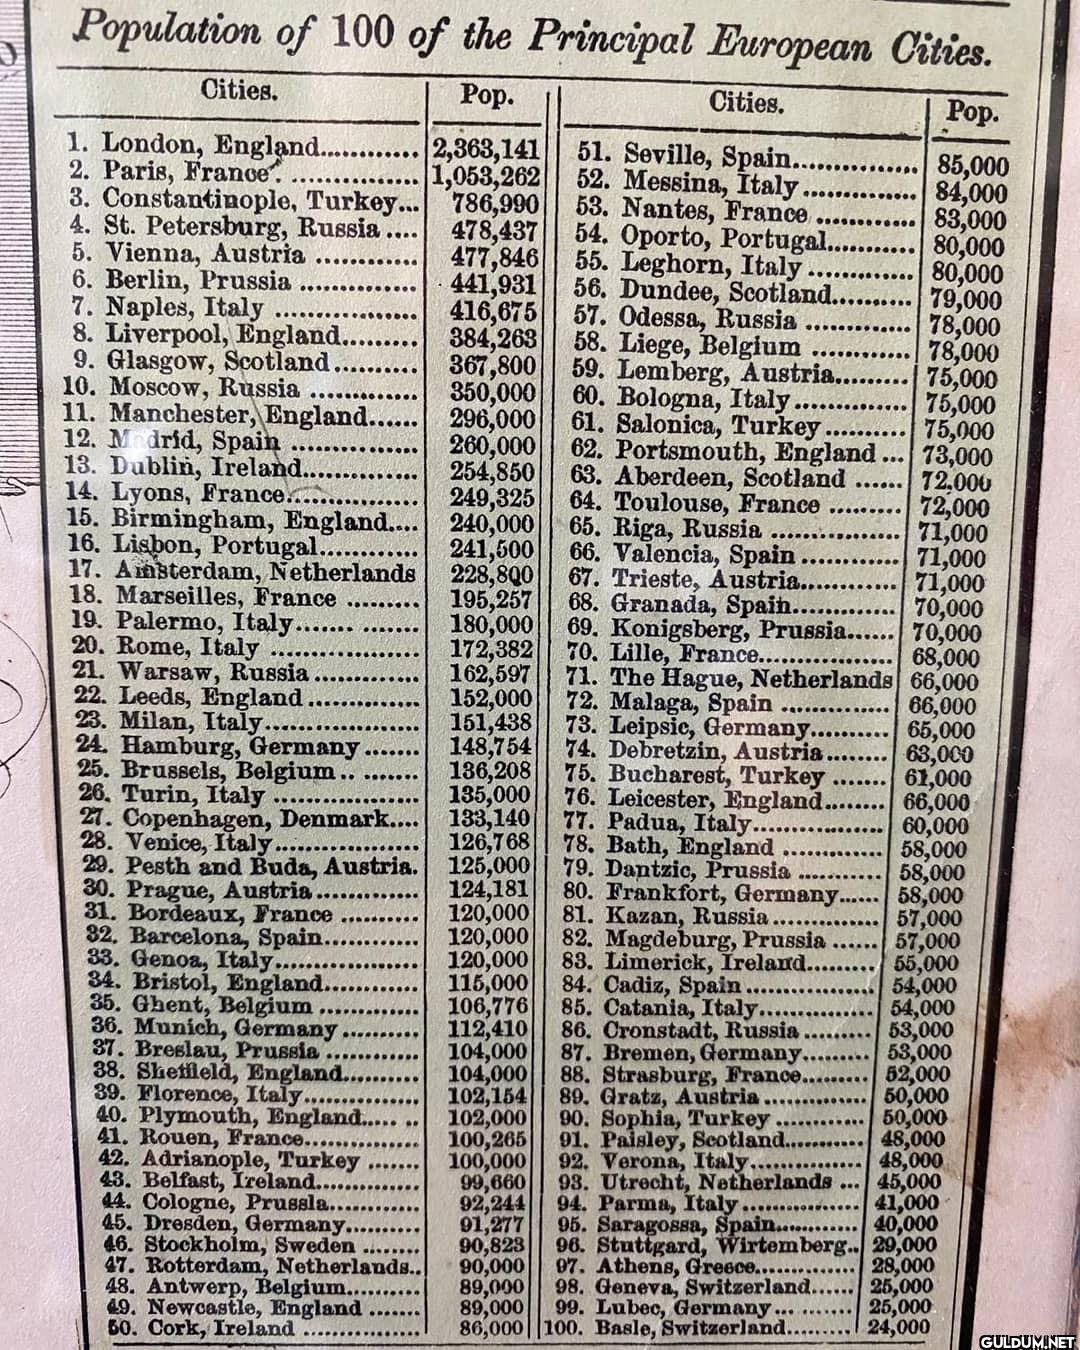 Population of 100 of the Principal European Cities.
Cities. Pop.
1. London, England............ 2,363,141
2. Paris, France. ................ 1,053,262
3. Constantinople, Turkey... 786,990
4. St. Petersburg, Russia .... 478,437
5. Vienna, Austria ............. 477,846
6. Berlin, Prussia ............... 441,931
7. Naples, Italy .................. 416,675
8. Liverpool, England......... 384,263
9. Glasgow, Scotland.......... 367,800
10. Moscow, Russia .............. 350,000
11. Manchester, England...... 296,000
12. Madrid, Spain ................ 260,000
13. Dublin, Ireland.............. 254,850
14. Lyons, France................ 249,325
15. Birmingham, England.... 240,000
16. Lisbon, Portugal............. 241,500
17. Amsterdam, Netherlands 228,800
18. Marseilles, France ......... 195,257
19. Palermo, Italy....... ........ 180,000
20. Rome, Italy ................... 172,382
21. Warsaw, Russia ............. 162,597
22. Leeds, England .............. 152,000
23. Milan, Italy.................... 151,438
24. Hamburg, Germany ....... 148,754
25. Brussels, Belgium .. ........ 136,208
26. Turin, Italy ................... 135,000
27. Copenhagen, Denmark.... 133,140
28. Venice, Italy................... 126,768
29. Pesth and Buda, Austria. 125,000
30. Prague, Austria .............. 124,181
31. Bordeaux, France ........... 120,000
32. Barcelona, Spain............. 120,000
33. Genoa, Italy.................... 120,000
34. Bristol, England............. 115,000
35. Ghent, Belgium .............. 106,776
36. Munich, Germany ........... 112,410
37. Breslau, Prussia ............. 104,000
38. Sheffield, England........... 104,000
39. Florence, Italy................ 102,154
40. Plymouth, England..... .. 102,000
41. Rouen, France................ 100,265
42. Adrianople, Turkey ....... 100,000
43. Belfast, Ireland.............. 99,660
44. Cologne, Prussia............. 92,244
45. Dresden, Germany.......... 91,277
46. Stockholm, Sweden ........ 90,823
47. Rotterdam, Netherlands.. 90,000
48. Antwerp, Belgium........... 89,000
49. Newcastle, England ....... 89,000
50. Cork, Ireland ................. 86,000
Cities. Pop.
51. Seville, Spain................ 85,000
52. Messina, Italy .............. 84,000
53. Nantes, France ............. 83,000
54. Oporto, Portugal........... 80,000
55. Leghorn, Italy .............. 80,000
56. Dundee, Scotland.......... 79,000
57. Odessa, Russia ............. 78,000
58. Liege, Belgium ............ 78,000
59. Lemberg, Austria......... 75,000
60. Bologna, Italy.............. 75,000
61. Salonica, Turkey .......... 75,000
62. Portsmouth, England ... 73,000
63. Aberdeen, Scotland ...... 72,000
64. Toulouse, France ......... 72,000
65. Riga, Russia ................ 71,000
66. Valencia, Spain ............ 71,000
67. Trieste, Austria............ 71,000
68. Granada, Spain............. 70,000
69. Konigsberg, Prussia...... 70,000
70. Lille, France................. 68,000
71. The Hague, Netherlands 66,000
72. Malaga, Spain .............. 66,000
73. Leipsic, Germany.......... 65,000
74. Debretzin, Austria........ 63,000
75. Bucharest, Turkey ....... 61,000
76. Leicester, England........ 66,000
77. Padua, Italy................. 60,000
78. Bath, England ............. 58,000
79. Dantzic, Prussia ........... 58,000
80. Frankfort, Germany...... 58,000
81. Kazan, Russia .............. 57,000
82. Magdeburg, Prussia ...... 57,000
83. Limerick, Ireland......... 55,000
84. Cadiz, Spain ................. 54,000
85. Catania, Italy............... 54,000
86. Cronstadt, Russia ......... 53,000
87. Bremen, Germany......... 53,000
88. Strasburg, France......... 52,000
89. Gratz, Austria .............. 50,000
90. Sophia, Turkey ............ 50,000
91. Paisley, Scotland........... 48,000
92. Verona, Italy................ 48,000
93. Utrecht, Netherlands ... 45,000
94. Parma, Italy ................. 41,000
95. Saragossa, Spain............ 40,000
96. Stuttgard, Wirtemberg.. 29,000
97. Athens, Greece.............. 28,000
98. Geneva, Switzerland...... 25,000
99. Lubec, Germany... ........ 25,000
100. Basle, Switzerland......... 24,000
GULDUM.NET